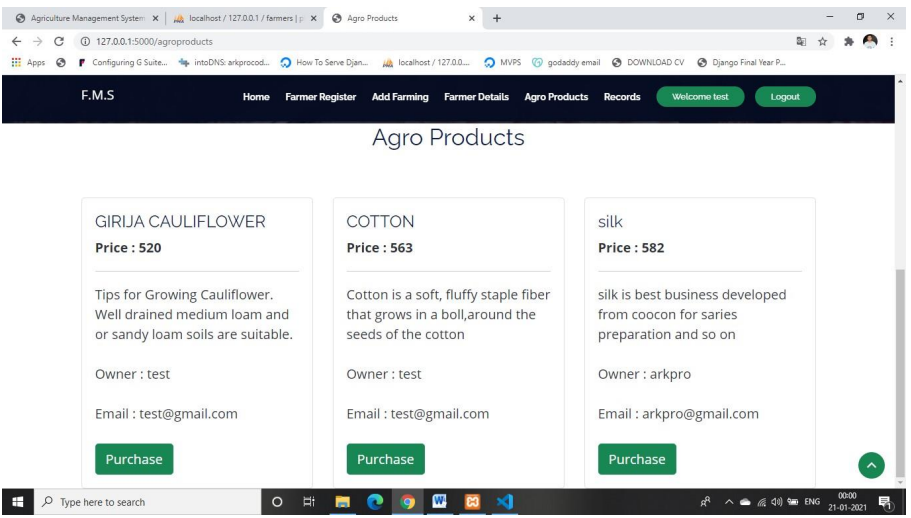 Agriculture Management System
localhost / 127.0.0.1 / farmers | p
Agro Products
127.0.0.1:5000/agroproducts
Apps
Configuring G Suite...
intoDNS: arkprocod...
How To Serve Djan...
localhost / 127.0.0....
MVPS
godaddy email
DOWNLOAD CV
Django Final Year P...
F.M.S
Home
Farmer Register
Add Farming
Farmer Details
Agro Products
Records
Welcome test
Logout
Agro Products
GIRIJA CAULIFLOWER
Price : 520
Tips for Growing Cauliflower.
Well drained medium loam and
or sandy loam soils are suitable.
Owner : test
Email : test@gmail.com
Purchase
COTTON
Price : 563
Cotton is a soft, fluffy staple fiber
that grows in a boll,around the
seeds of the cotton
Owner : test
Email : test@gmail.com
Purchase
silk
Price : 582
silk is best business developed
from coocon for saries
preparation and so on
Owner : arkpro
Email : arkpro@gmail.com
Purchase
Type here to search
ENG
00:00
21-01-2021